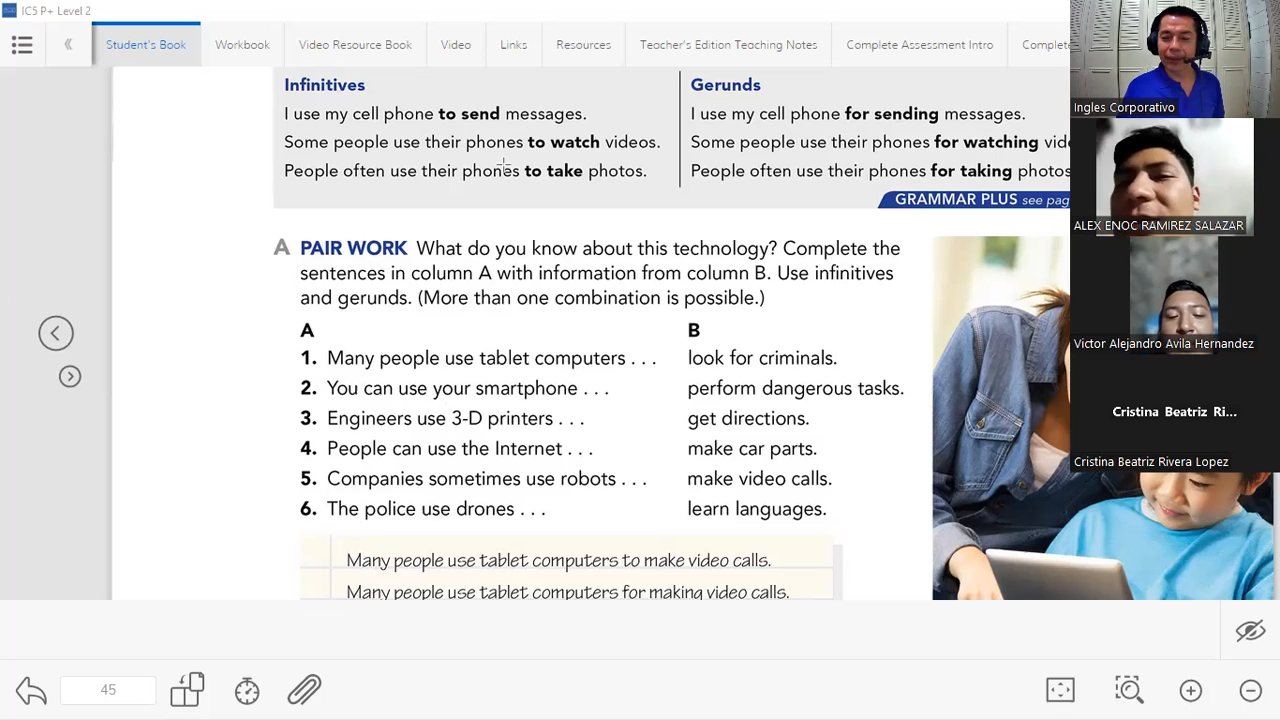 IC5 P+ Level 2
Student's Book
Workbook
Video Resource Book
Video
Links
Resources
Teacher's Edition Teaching Notes
Complete Assessment Intro
Complete
Infinitives
I use my cell phone to send messages.
Some people use their phones to watch videos.
People often use their phones to take photos.
Gerunds
I use my cell phone for sending messages.
Some people use their phones for watching vid
People often use their phones for taking photos
GRAMMAR PLUS see pag
A PAIR WORK What do you know about this technology? Complete the
sentences in column A with information from column B. Use infinitives
and gerunds. (More than one combination is possible.)
A
1. Many people use tablet computers . . .
2. You can use your smartphone . . .
3. Engineers use 3-D printers . . .
4. People can use the Internet . . .
5. Companies sometimes use robots . . .
6. The police use drones . . .
B
look for criminals.
perform dangerous tasks.
get directions.
make car parts.
make video calls.
learn languages.
Many people use tablet computers to make video calls.
Many people use tablet computers for making video calls.
45
Ingles Corporativo
ALEX ENOC RAMIREZ SALAZAR
Victor Alejandro Avila Hernandez
Cristina Beatriz Ri...
Cristina Beatriz Rivera Lopez